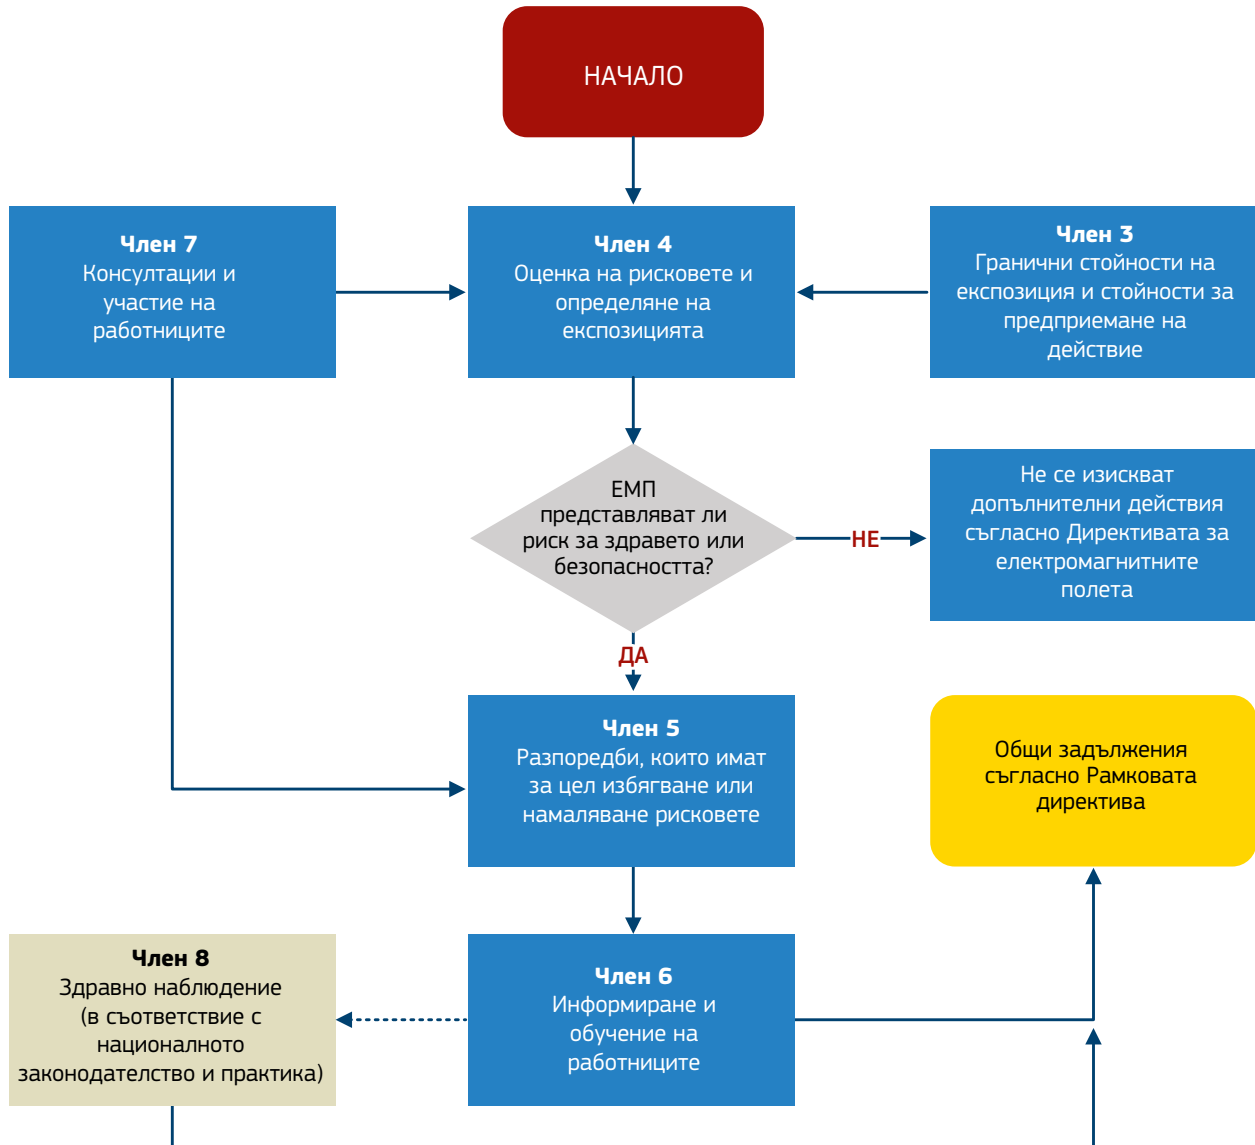 НАЧАЛО
Член 7
Консултации и
участие на
работниците
Член 4
Оценка на рисковете и
определяне на
експозицията
Член 3
Гранични стойности на
експозиция и стойности за
предприемане на
действие
ЕМП
представляват ли
риск за здравето или
безопасността?
НЕ
Не се изискват
допълнителни действия
съгласно Директивата за
електромагнитните
полета
ДА
Член 5
Разпоредби, които имат
за цел избягване или
намаляване рисковете
Общи задължения
съгласно Рамковата
директива
Член 8
Здравно наблюдение
(в съответствие с
националното
законодателство и практика)
Член 6
Информиране и
обучение на
работниците